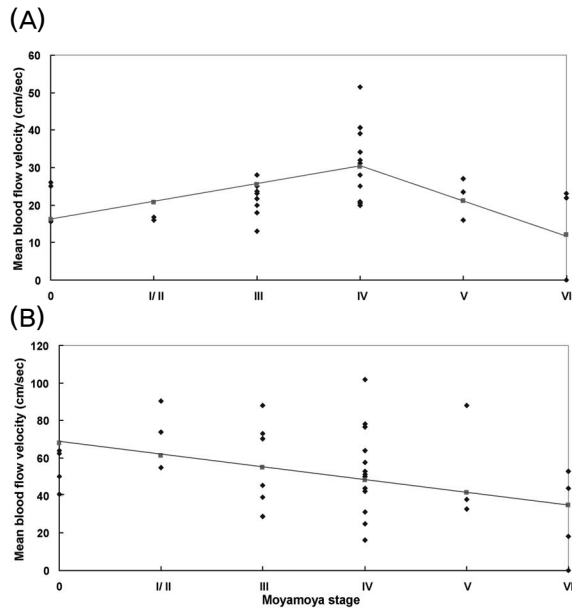 (A)
Mean blood flow velocity (cm/sec)
60
50
40
30
20
10
0
0 I/ II III IV V VI
(B)
Mean blood flow velocity (cm/sec)
120
100
80
60
40
20
0
0 I/ II III IV V VI
Moyamoya stage